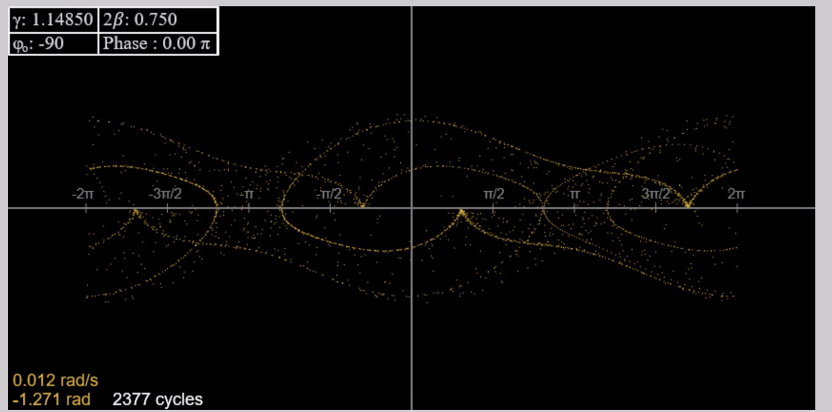 γ: 1.14850 2β: 0.750
φ₀: -90 Phase : 0.00 π
-2π -3π/2 -π -π/2 π/2 π 3π/2 2π
0.012 rad/s
-1.271 rad 2377 cycles